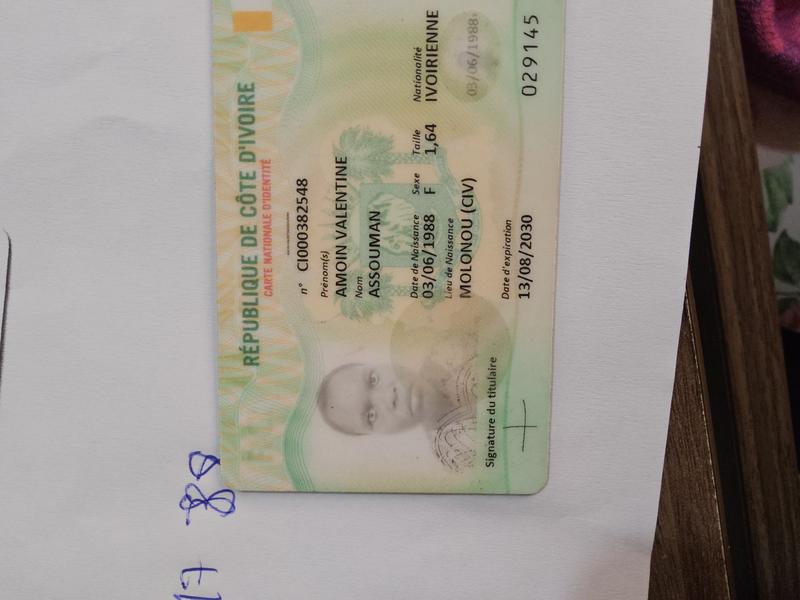 RÉPUBLIQUE DE CÔTE D'IVOIRE
CARTE NATIONALE D'IDENTITÉ
n° CI000382548
Prénom(s)
AMOIN VALENTINE
Nom
ASSOUMAN
Date de Naissance Sexe Taille Nationalité
03/06/1988 F 1,64 IVOIRIENNE
Lieu de Naissance
MOLONOU (CIV)
03/06/1988
Date d'expiration
13/08/2030
Signature du titulaire
029145
17 88